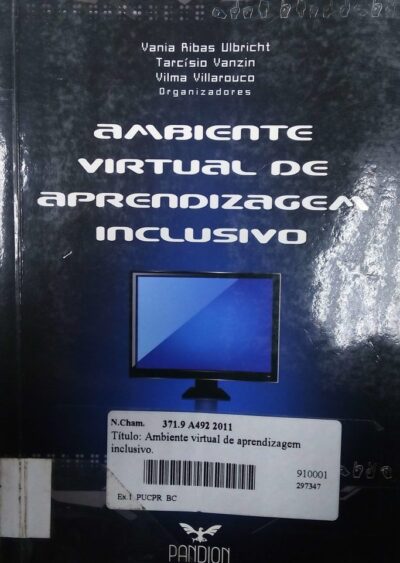 Vania Ribas Ulbricht
Tarcísio Vanzin
Vilma Villarouco
Organizadores
AMBIENTE
VIRTUAL DE
APRENDIZAGEM
INCLUSIVO
N.Cham. 371.9 A492 2011
Título: Ambiente virtual de aprendizagem
inclusivo.
910001
297347
Ex.1 PUCPR BC
PANDION